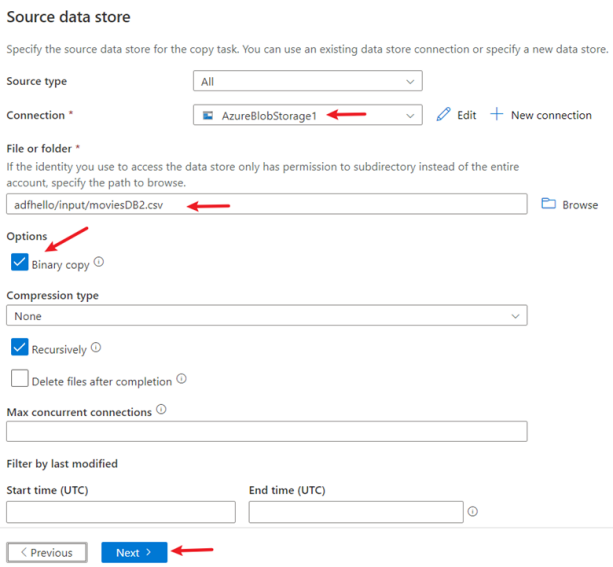 Source data store
Specify the source data store for the copy task. You can use an existing data store connection or specify a new data store.
Source type
All
Connection *
AzureBlobStorage1
Edit
New connection
File or folder *
If the identity you use to access the data store only has permission to subdirectory instead of the entire
account, specify the path to browse.
adfhello/input/moviesDB2.csv
Browse
Options
Binary copy
Compression type
None
Recursively
Delete files after completion
Max concurrent connections
Filter by last modified
Start time (UTC)
End time (UTC)
Previous
Next